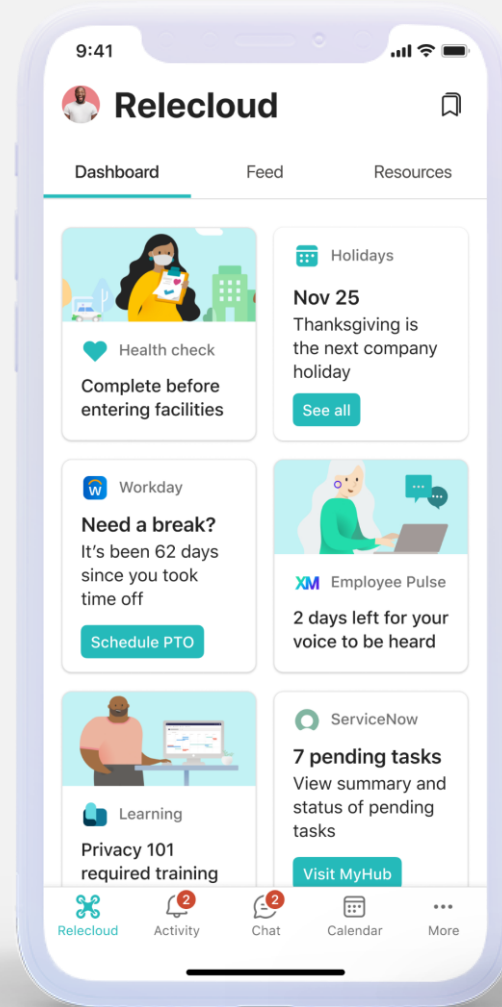 9:41
Relecloud
Dashboard
Feed
Resources
Health check
Complete before
entering facilities
Holidays
Nov 25
Thanksgiving is
the next company
holiday
See all
Workday
Need a break?
It's been 62 days
since you took
time off
Schedule PTO
XM Employee Pulse
2 days left for your
voice to be heard
Learning
Privacy 101
required training
ServiceNow
7 pending tasks
View summary and
status of pending
tasks
Visit MyHub
2
2
Relecloud
Activity
Chat
Calendar
More